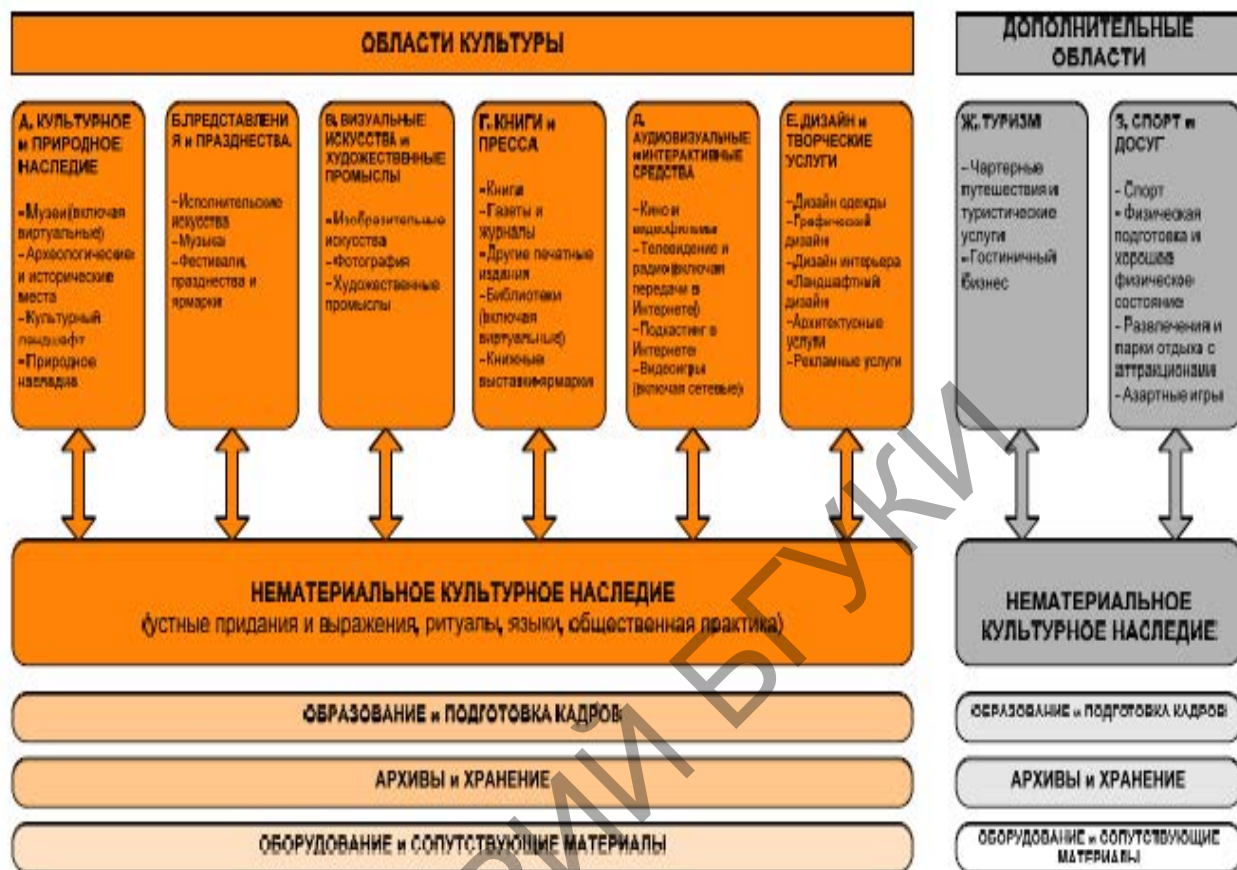 ОБЛАСТИ КУЛЬТУРЫ
ДОПОЛНИТЕЛЬНЫЕ
ОБЛАСТИ
А. КУЛЬТУРНОЕ
и ПРИРОДНОЕ
НАСЛЕДИЕ
-Музеи(включая
виртуальные)
-Археологические
и исторические
места
-Культурный
ландшафт
-Природное
наследие
Б.ПРЕДСТАВЛЕНИ
Я и ПРАЗДНЕСТВА
-Исполнительские
искусства
-Музыка
-Фестивали,
празднества и
ярмарки
В. ВИЗУАЛЬНЫЕ
ИСКУССТВА и
ХУДОЖЕСТВЕННЫЕ
ПРОМЫСЛЫ
-Изобразительные
искусства
-Фотография
-Художественные
промыслы
Г. КНИГИ и
ПРЕССА
-Книги
-Газеты и
журналы
-Другие печатные
издания
-Библиотеки
(включая
виртуальные)
-Книжные
выставки-ярмарки
Д.
АУДИОВИЗУАЛЬНЫЕ
и ИНТЕРАКТИВНЫЕ
СРЕДСТВА
-Кино и
видеофильмы
-Телевидение и
радио (включая
передачи в
Интернете)
-Подкастинг в
Интернете
-Видеоигры
(включая сетевые)
Е. ДИЗАЙН и
ТВОРЧЕСКИЕ
УСЛУГИ
-Дизайн одежды
-Графический
дизайн
-Дизайн интерьера
-Ландшафтный
дизайн
-Архитектурные
услуги
-Рекламные услуги
Ж. ТУРИЗМ
-Чартерные
путешествия и
туристические
услуги
-Гостиничный
бизнес
З. СПОРТ и
ДОСУГ
- Спорт
- Физическая
подготовка и
хорошее
физическое
состояние
- Развлечения и
парки отдыха с
аттракционами
- Азартные игры
НЕМАТЕРИАЛЬНОЕ КУЛЬТУРНОЕ НАСЛЕДИЕ
(устные придания и выражения, ритуалы, языки, общественная практика)
НЕМАТЕРИАЛЬНОЕ
КУЛЬТУРНОЕ НАСЛЕДИЕ
ОБРАЗОВАНИЕ и ПОДГОТОВКА КАДРОВ
ОБРАЗОВАНИЕ и ПОДГОТОВКА КАДРОВ
АРХИВЫ и ХРАНЕНИЕ
АРХИВЫ и ХРАНЕНИЕ
ОБОРУДОВАНИЕ и СОПУТСТВУЮЩИЕ МАТЕРИАЛЫ
ОБОРУДОВАНИЕ и СОПУТСТВУЮЩИЕ
МАТЕРИАЛЫ
РИЙ БГУКИ